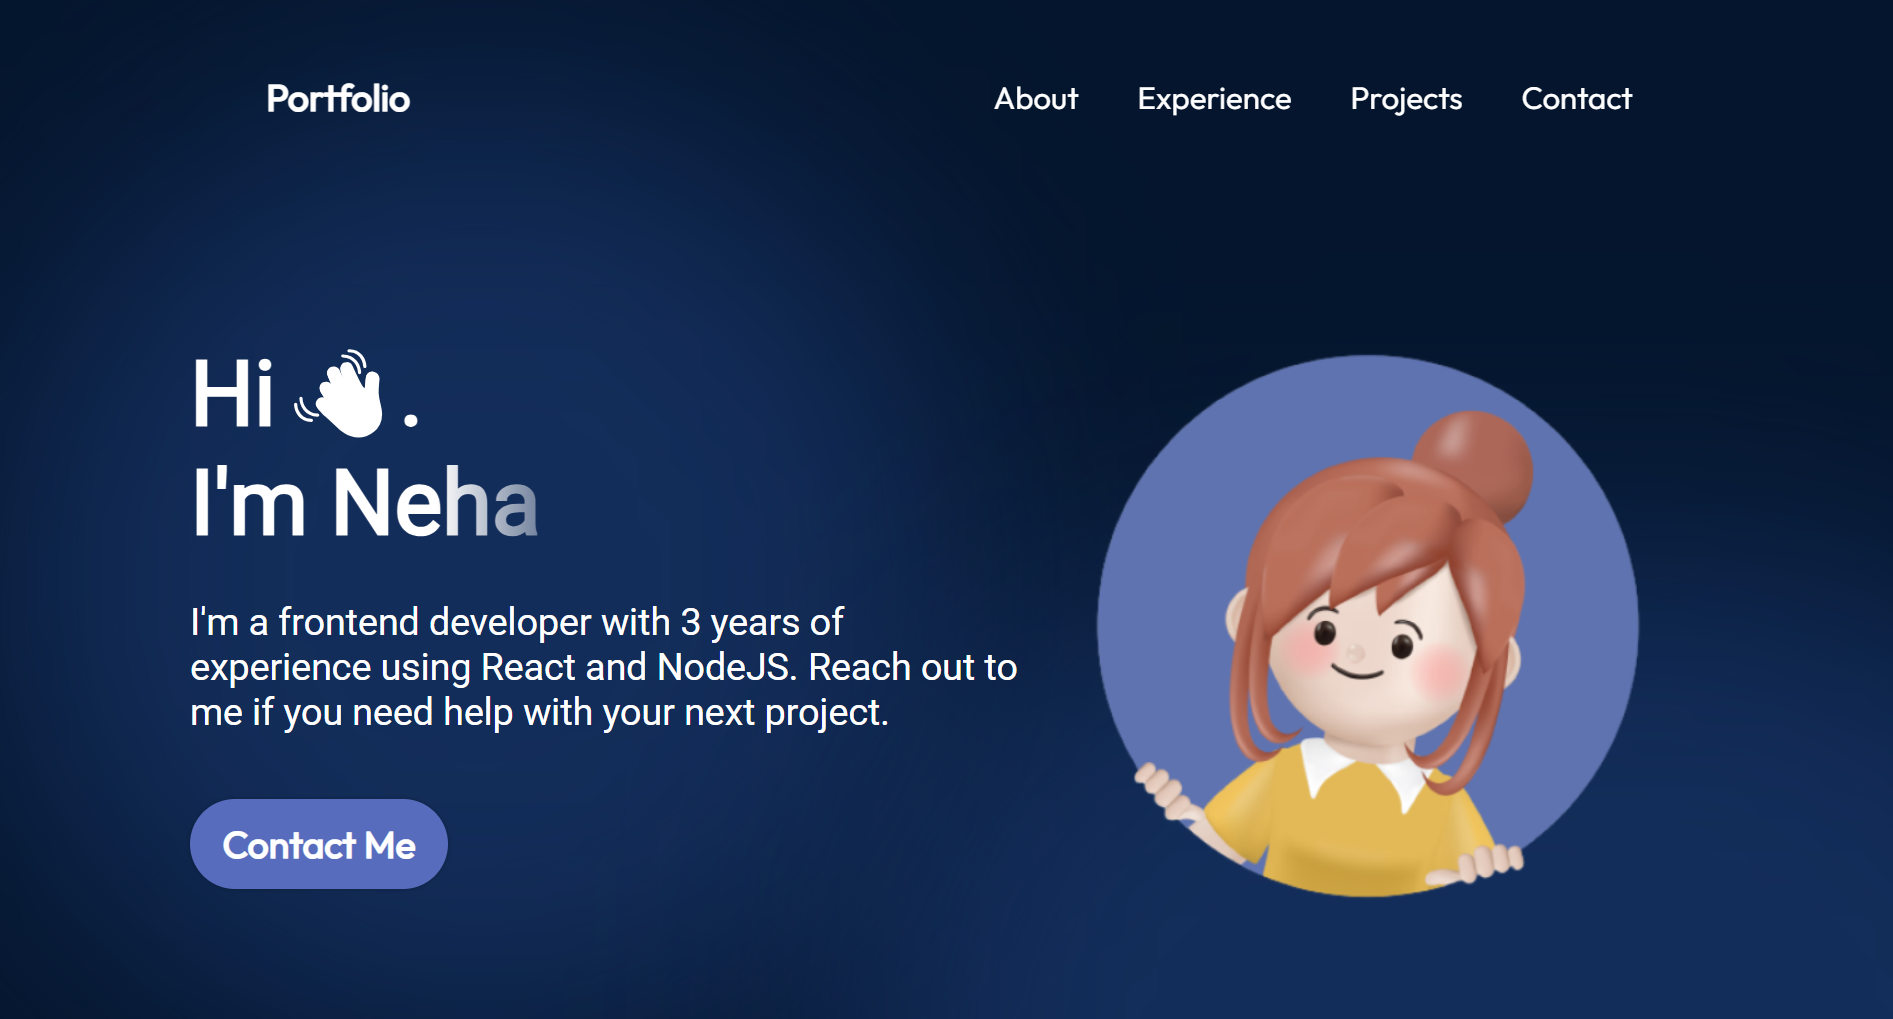 Portfolio
About Experience Projects Contact
Hi 👋.
I'm Neha
I'm a frontend developer with 3 years of
experience using React and NodeJS. Reach out to
me if you need help with your next project.
Contact Me